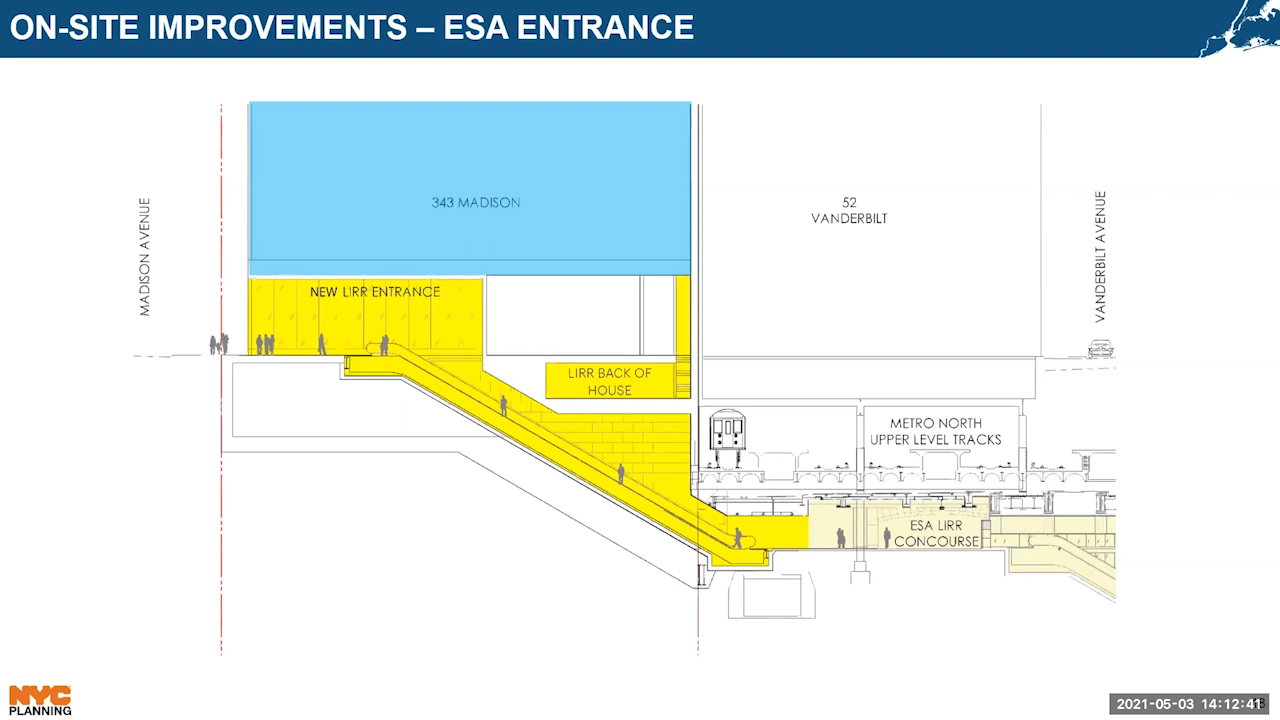 ON-SITE IMPROVEMENTS – ESA ENTRANCE
MADISON AVENUE
343 MADISON
52
VANDERBILT
VANDERBILT AVENUE
NEW LIRR ENTRANCE
LIRR BACK OF
HOUSE
METRO NORTH
UPPER LEVEL TRACKS
ESA LIRR
CONCOURSE
NYC
PLANNING
2021-05-03 14:12:41